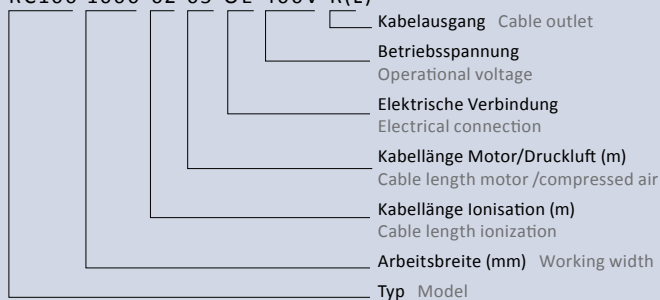 Kabelausgang Cable outlet
Betriebsspannung
Operational voltage
Elektrische Verbindung
Electrical connection
Kabellänge Motor/Druckluft (m)
Cable length motor /compressed air
Kabellänge Ionisation (m)
Cable length ionization
Arbeitsbreite (mm) Working width
Typ Model